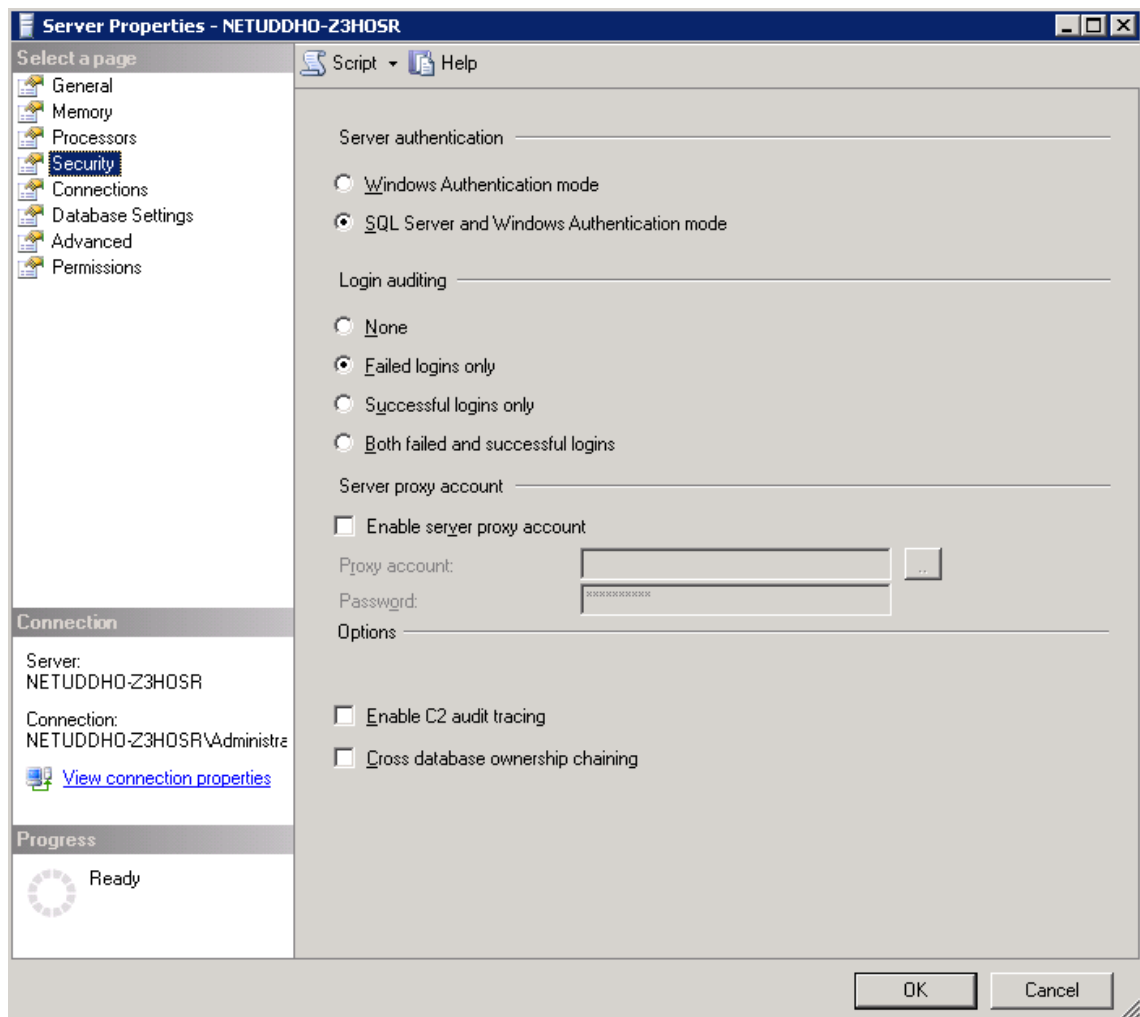 Server Properties - NETUDDHO-Z3HOSR
Select a page
General
Memory
Processors
Security
Connections
Database Settings
Advanced
Permissions
Script Help
Server authentication
Windows Authentication mode
SQL Server and Windows Authentication mode
Login auditing
None
Failed logins only
Successful logins only
Both failed and successful logins
Server proxy account
Enable server proxy account
Proxy account:
..
Password:
**********
Options
Enable C2 audit tracing
Cross database ownership chaining
Connection
Server:
NETUDDHO-Z3HOSR
Connection:
NETUDDHO-Z3HOSR\Administra
View connection properties
Progress
Ready
OK Cancel